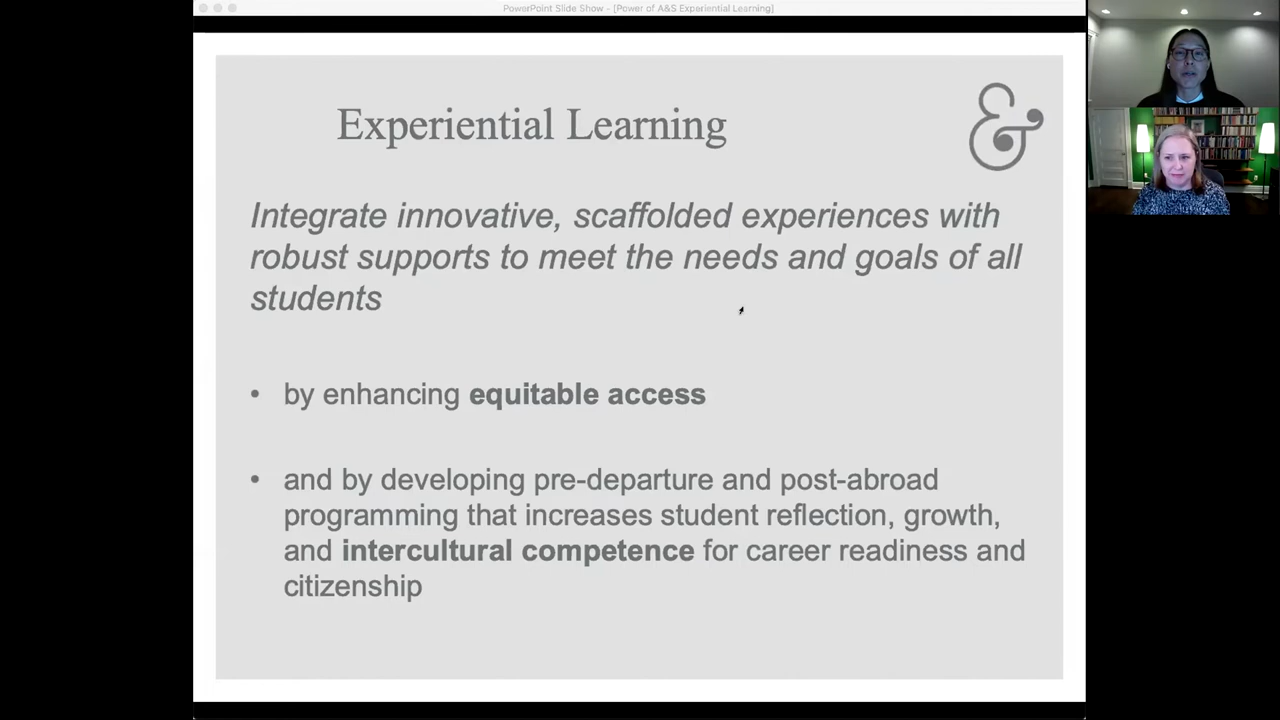 PowerPoint Slide Show - [Power of A&S Experiential Learning]
Experiential Learning
&
Integrate innovative, scaffolded experiences with
robust supports to meet the needs and goals of all
students
• by enhancing equitable access
• and by developing pre-departure and post-abroad
programming that increases student reflection, growth,
and intercultural competence for career readiness and
citizenship